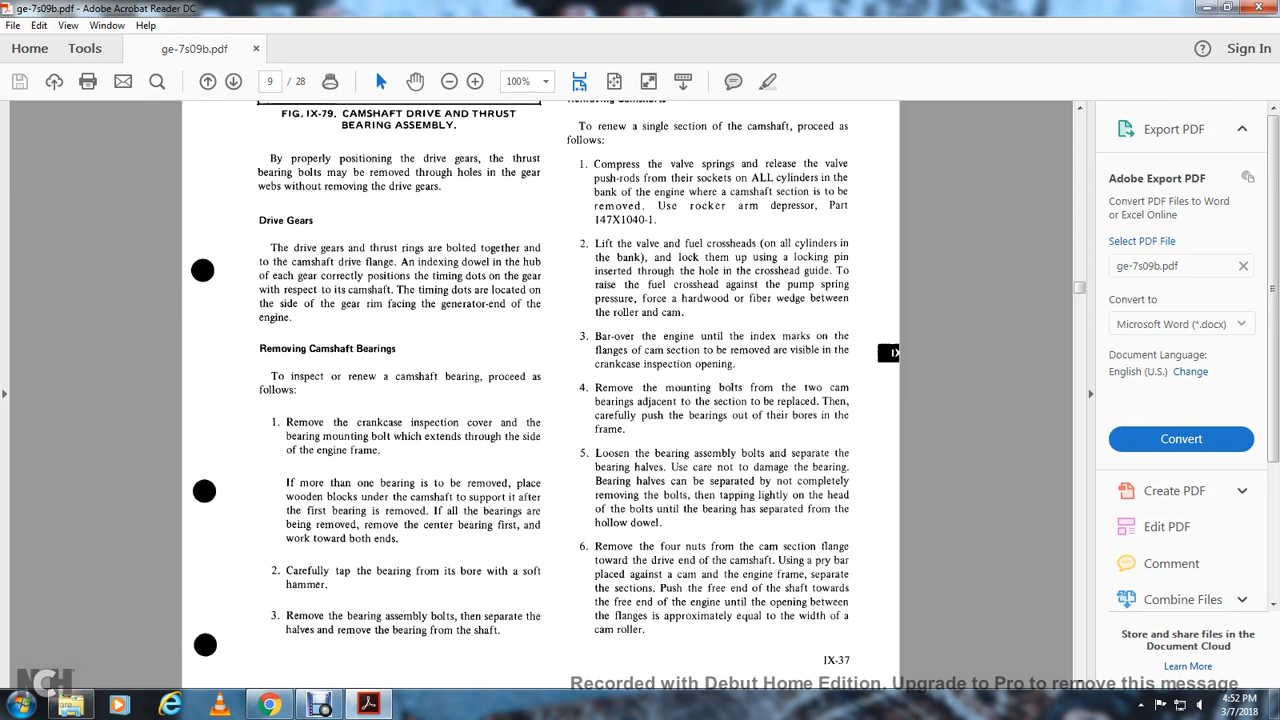 ge-7s09b.pdf - Adobe Acrobat Reader DC
File Edit View Window Help
Home Tools ge-7s09b.pdf × Sign In
9 / 28 100%
FIG. IX-79. CAMSHAFT DRIVE AND THRUST
BEARING ASSEMBLY.
By properly positioning the drive gears, the thrust
bearing bolts may be removed through holes in the gear
webs without removing the drive gears.
Drive Gears
The drive gears and thrust rings are bolted together and
to the camshaft drive flange. An indexing dowel in the hub
of each gear correctly positions the timing dots on the gear
with respect to its camshaft. The timing dots are located on
the side of the gear rim facing the generator-end of the
engine.
Removing Camshaft Bearings
To inspect or renew a camshaft bearing, proceed as
follows:
1. Remove the crankcase inspection cover and the
bearing mounting bolt which extends through the side
of the engine frame.
If more than one bearing is to be removed, place
wooden blocks under the camshaft to support it after
the first bearing is removed. If all the bearings are
being removed, remove the center bearing first, and
work toward both ends.
2. Carefully tap the bearing from its bore with a soft
hammer.
3. Remove the bearing assembly bolts, then separate the
halves and remove the bearing from the shaft.
Removing Camshafts
To renew a single section of the camshaft, proceed as
follows:
1. Compress the valve springs and release the valve
push-rods from their sockets on ALL cylinders in the
bank of the engine where a camshaft section is to be
removed. Use rocker arm depressor, Part
147X1040-1.
2. Lift the valve and fuel crossheads (on all cylinders in
the bank), and lock them up using a locking pin
inserted through the hole in the crosshead guide. To
raise the fuel crosshead against the pump spring
pressure, force a hardwood or fiber wedge between
the roller and cam.
3. Bar-over the engine until the index marks on the
flanges of cam section to be removed are visible in the
crankcase inspection opening.
4. Remove the mounting bolts from the two cam
bearings adjacent to the section to be replaced. Then,
carefully push the bearings out of their bores in the
frame.
5. Loosen the bearing assembly bolts and separate the
bearing halves. Use care not to damage the bearing.
Bearing halves can be separated by not completely
removing the bolts, then tapping lightly on the head
of the bolts until the bearing has separated from the
hollow dowel.
6. Remove the four nuts from the cam section flange
toward the drive end of the camshaft. Using a pry bar
placed against a cam and the engine frame, separate
the sections. Push the free end of the shaft towards
the free end of the engine until the opening between
the flanges is approximately equal to the width of a
cam roller.
IX-37
IX
Export PDF
Adobe Export PDF
Convert PDF Files to Word
or Excel Online
Select PDF File
ge-7s09b.pdf
Convert to
Microsoft Word (*.docx)
Document Language:
English (U.S.) Change
Convert
Create PDF
Edit PDF
Comment
Combine Files
Store and share files in the
Document Cloud
Learn More
NCH
Recorded with Debut Home Edition. Upgrade to Pro to remove this message
4:52 PM
3/7/2018